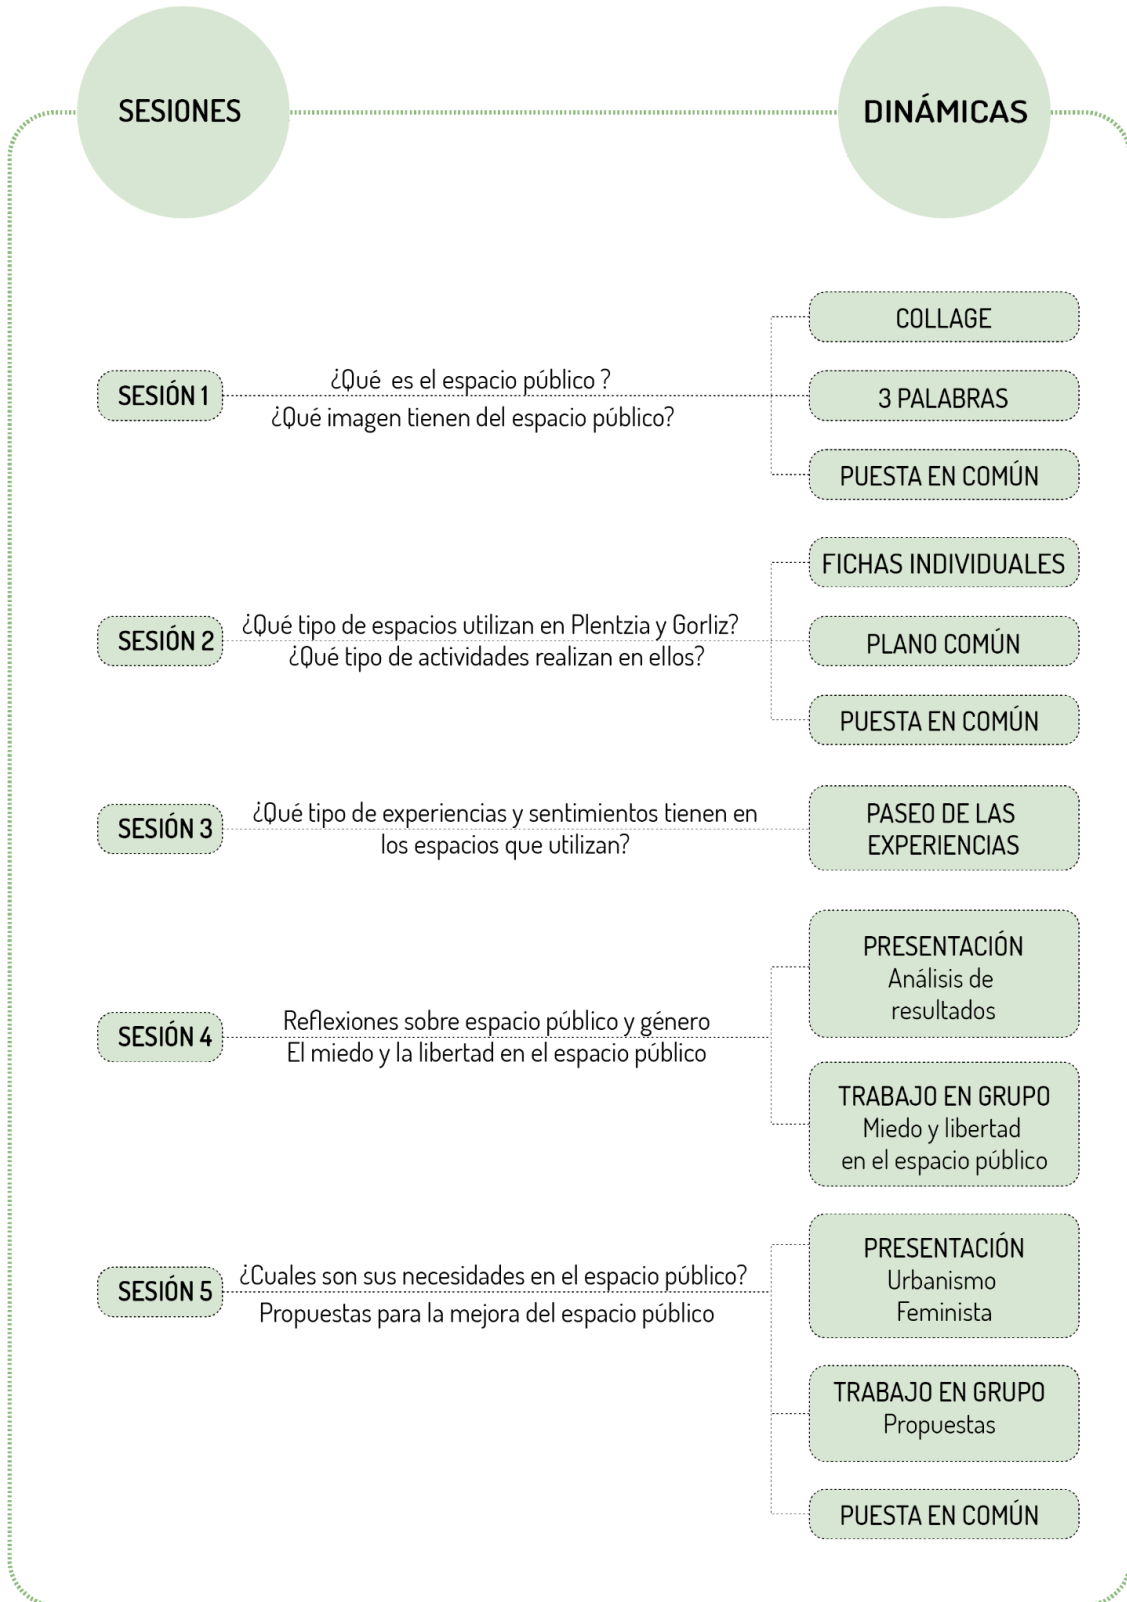 SESIONES
DINÁMICAS
SESIÓN 1
¿Qué es el espacio público ?
¿Qué imagen tienen del espacio público?
COLLAGE
3 PALABRAS
PUESTA EN COMÚN
SESIÓN 2
¿Qué tipo de espacios utilizan en Plentzia y Gorliz?
¿Qué tipo de actividades realizan en ellos?
FICHAS INDIVIDUALES
PLANO COMÚN
PUESTA EN COMÚN
SESIÓN 3
¿Qué tipo de experiencias y sentimientos tienen en
los espacios que utilizan?
PASEO DE LAS
EXPERIENCIAS
SESIÓN 4
Reflexiones sobre espacio público y género
El miedo y la libertad en el espacio público
PRESENTACIÓN
Análisis de
resultados
TRABAJO EN GRUPO
Miedo y libertad
en el espacio público
SESIÓN 5
¿Cuales son sus necesidades en el espacio público?
Propuestas para la mejora del espacio público
PRESENTACIÓN
Urbanismo
Feminista
TRABAJO EN GRUPO
Propuestas
PUESTA EN COMÚN